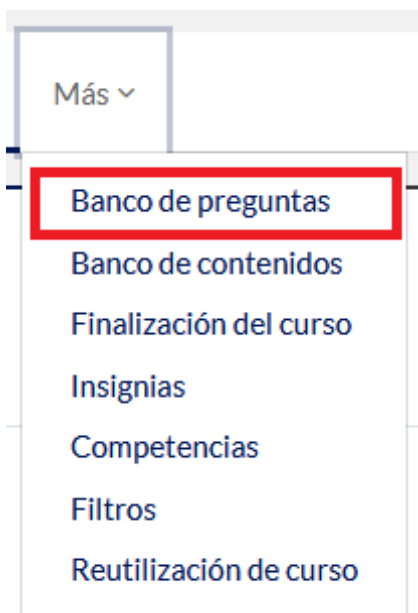 Más
Banco de preguntas
Banco de contenidos
Finalización del curso
Insignias
Competencias
Filtros
Reutilización de curso